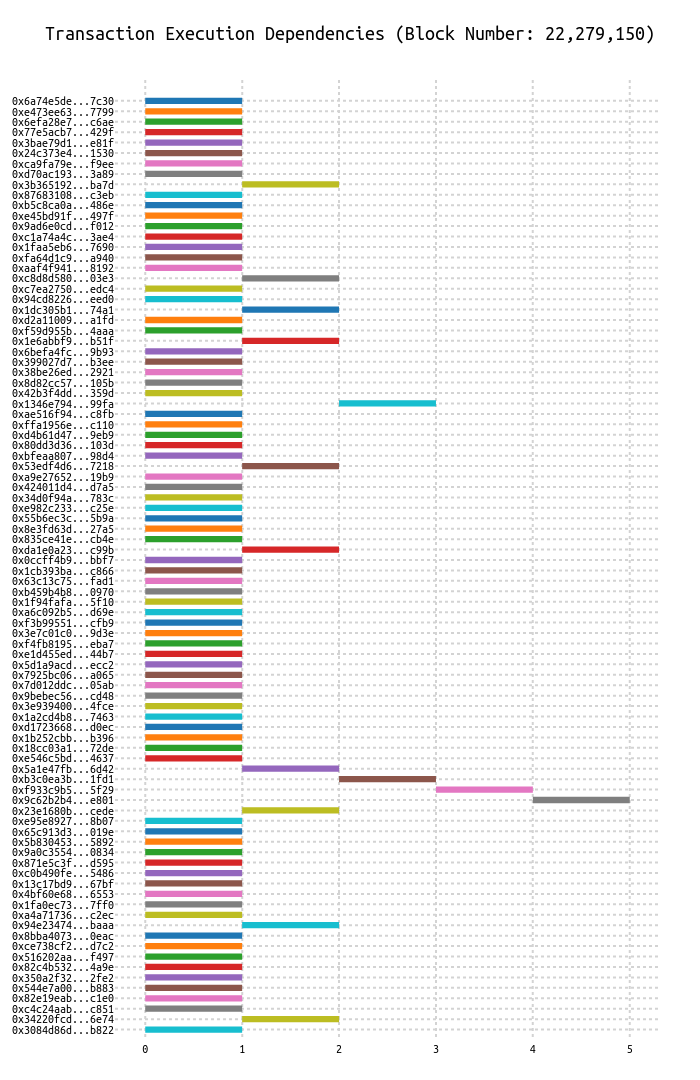 Transaction Execution Dependencies (Block Number: 22,279,150)
0x6a74e5de...7c30
0xe473ee63...7799
0x6efa28e7...c6ae
0x77e5acb7...429f
0x3bae79d1...e81f
0x24c373e4...1530
0xca9fa79e...f9ee
0xd70ac193...3a89
0x3b365192...ba7d
0x87683108...c3eb
0xb5c8ca0a...486e
0xe45bd91f...497f
0x9ad6e0cd...f012
0xc1a74a4c...3ae4
0x1faa5eb6...7690
0xfa64d1c9...a940
0xaaf4f941...8192
0xc8d8d580...03e3
0xc7ea2750...edc4
0x94cd8226...eed0
0x1dc305b1...74a1
0xd2a11009...a1fd
0xf59d955b...4aaa
0x1e6abbf9...b51f
0x6befa4fc...9b93
0x399027d7...b3ee
0x38be26ed...2921
0x8d82cc57...105b
0x42b3f4dd...359d
0x1346e794...99fa
0xae516f94...c8fb
0xffa1956e...c110
0xd4b61d47...9eb9
0x80dd3d36...103d
0xbfeaa807...98d4
0x53edf4d6...7218
0xa9e27652...19b9
0x424011d4...d7a5
0x34d0f94a...783c
0xe982c233...c25e
0x55b6ec3c...5b9a
0x8e3fd63d...27a5
0x835ce41e...cb4e
0xda1e0a23...c99b
0x0ccff4b9...bbf7
0x1cb393ba...c866
0x63c13c75...fad1
0xb459b4b8...0970
0x1f94fafa...5f10
0xa6c092b5...d69e
0xf3b99551...cfb9
0x3e7c01c0...9d3e
0xf4fb8195...eba7
0xe1d455ed...44b7
0x5d1a9acd...ecc2
0x7925bc06...a065
0x7d012ddc...05ab
0x9bebec56...cd48
0x3e939400...4fce
0x1a2cd4b8...7463
0xd1723668...d0ec
0x1b252cbb...b396
0x18cc03a1...72de
0xe546c5bd...4637
0x5a1e47fb...6d42
0xb3c0ea3b...1fd1
0xf933c9b5...5f29
0x9c62b2b4...e801
0x23e1680b...cede
0xe95e8927...8b07
0x65c913d3...019e
0x5b830453...5892
0x9a0c3554...0834
0x871e5c3f...d595
0xc0b490fe...5486
0x13c17bd9...67bf
0x4bf60e68...6553
0x1fa0ec73...7ff0
0xa4a71736...c2ec
0x94e23474...baaa
0x8bba4073...0eac
0xce738cf2...d7c2
0x516202aa...f497
0x82c4b532...4a9e
0x350a2f32...2fe2
0x544e7a00...b883
0x82e19eab...c1e0
0xc4c24aab...c851
0x34220fcd...6e74
0x3084d86d...b822
0 1 2 3 4 5